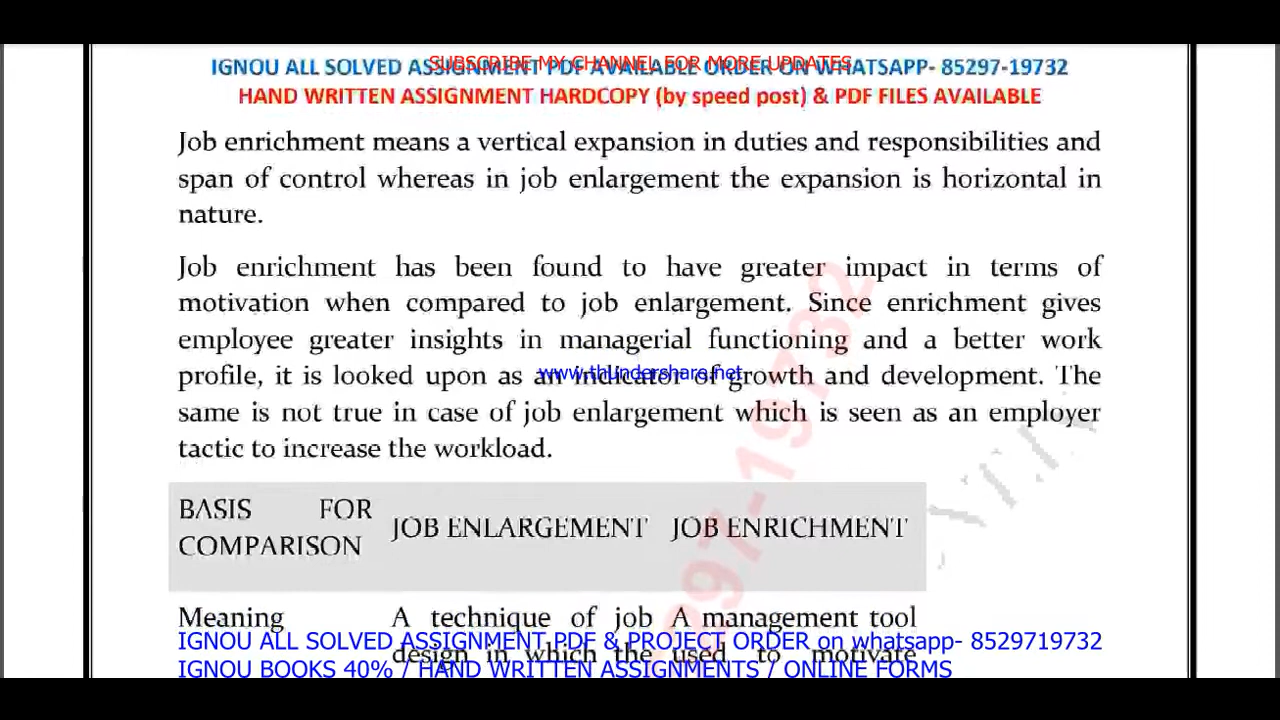 SUBSCRIBE MY CHANNEL FOR MORE UPDATES
IGNOU ALL SOLVED ASSIGNMENT PDF AVAILABLE ORDER ON WHATSAPP- 85297-19732
HAND WRITTEN ASSIGNMENT HARDCOPY (by speed post) & PDF FILES AVAILABLE
Job enrichment means a vertical expansion in duties and responsibilities and
span of control whereas in job enlargement the expansion is horizontal in
nature.
Job enrichment has been found to have greater impact in terms of
motivation when compared to job enlargement. Since enrichment gives
employee greater insights in managerial functioning and a better work
profile, it is looked upon as an indicator of growth and development. The
www.thundershare.net
same is not true in case of job enlargement which is seen as an employer
tactic to increase the workload.
BASIS FOR
COMPARISON
JOB ENLARGEMENT JOB ENRICHMENT
Meaning A technique of job A management tool
design in which the used to motivate
IGNOU ALL SOLVED ASSIGNMENT PDF & PROJECT ORDER on whatsapp- 8529719732
IGNOU BOOKS 40% / HAND WRITTEN ASSIGNMENTS / ONLINE FORMS